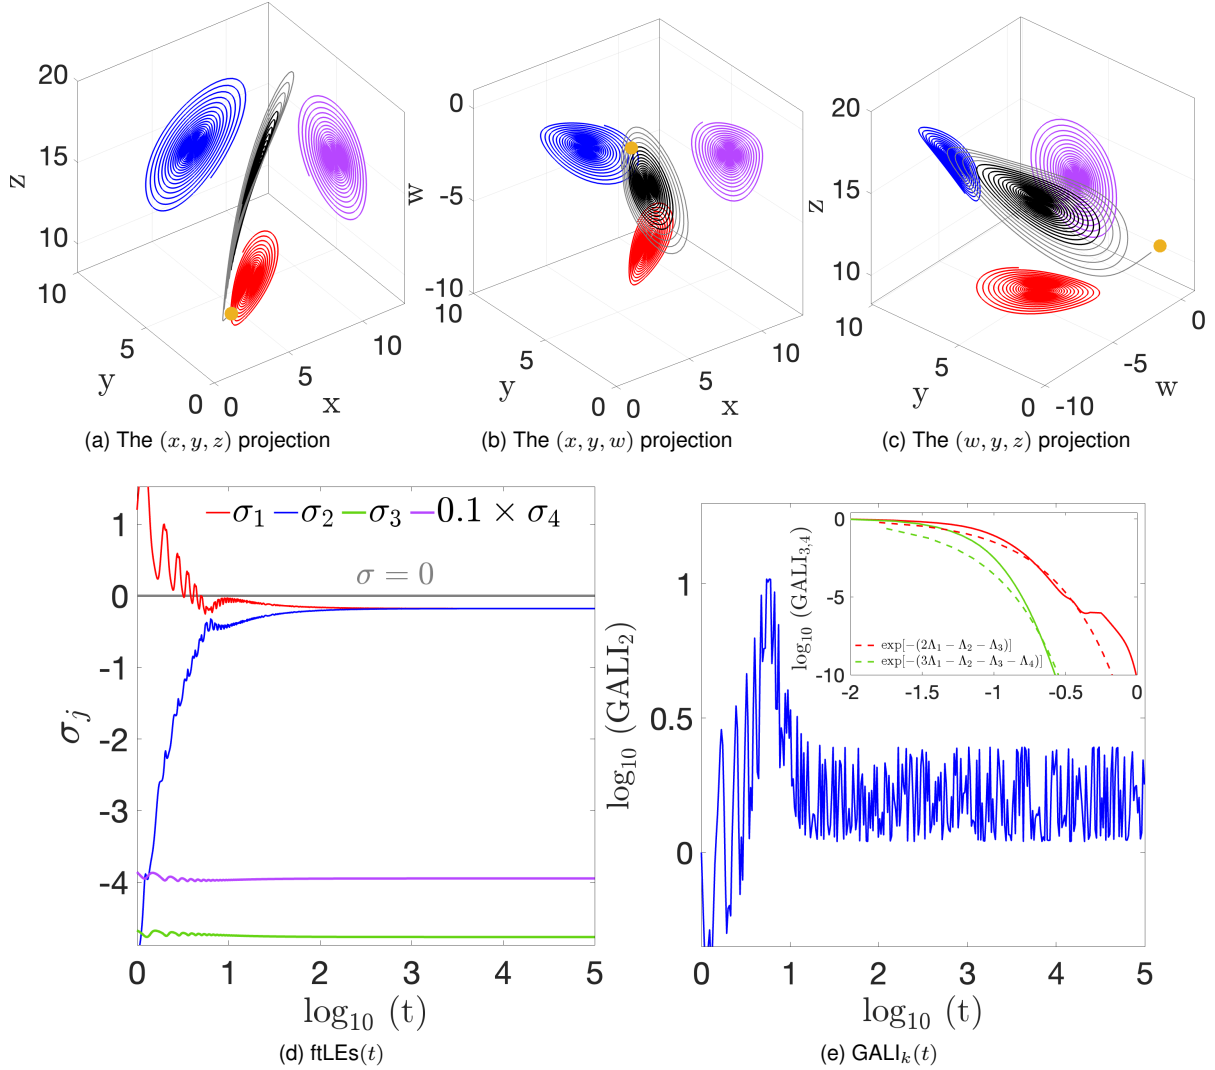 20
15
10
10
5
0
0
5
10
z
y
x
(a) The (x, y, z) projection
0
-5
-10
10
5
0
0
5
10
w
y
x
(b) The (x, y, w) projection
20
15
10
10
5
0
-10
-5
0
z
y
w
(c) The (w, y, z) projection
σ₁ σ₂ σ₃ 0.1 × σ₄
σ = 0
1
0
-1
-2
-3
-4
σⱼ
0 1 2 3 4 5
log₁₀ (t)
(d) ftLEs(t)
log₁₀ (GALI₂)
1
0.5
0
0 1 2 3 4 5
log₁₀ (t)
log₁₀ (GALI₃,₄)
0
-5
-10
-2 -1.5 -1 -0.5 0
exp[−(2Λ₁ − Λ₂ − Λ₃)]
exp[−(3Λ₁ − Λ₂ − Λ₃ − Λ₄)]
(e) GALIₖ(t)